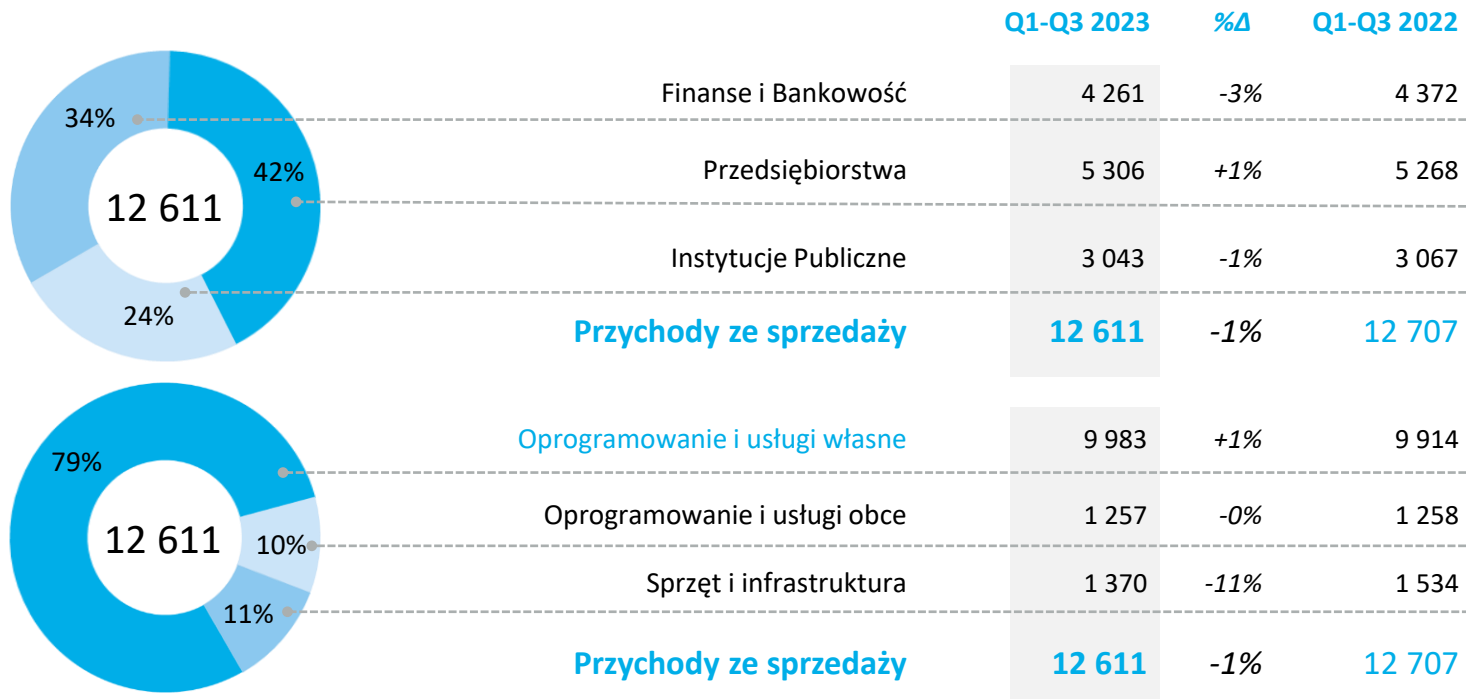 Q1-Q3 2023 %Δ Q1-Q3 2022
Finanse i Bankowość 4 261 -3% 4 372
34%
Przedsiębiorstwa 5 306 +1% 5 268
42%
12 611
Instytucje Publiczne 3 043 -1% 3 067
24%
Przychody ze sprzedaży 12 611 -1% 12 707
Oprogramowanie i usługi własne 9 983 +1% 9 914
79%
Oprogramowanie i usługi obce 1 257 -0% 1 258
12 611
10%
Sprzęt i infrastruktura 1 370 -11% 1 534
11%
Przychody ze sprzedaży 12 611 -1% 12 707